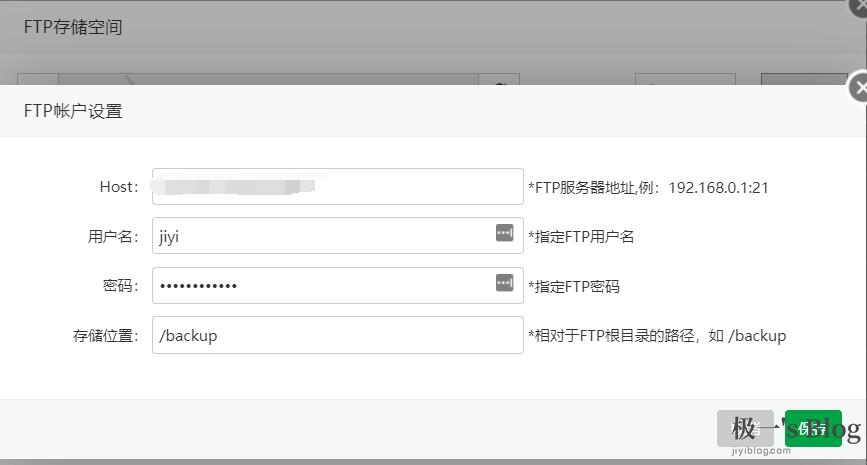 FTP存储空间
FTP帐户设置
Host: *FTP服务器地址,例：192.168.0.1:21
用户名: jiyi *指定FTP用户名
密码: •••••••••••• *指定FTP密码
存储位置: /backup *相对于FTP根目录的路径，如 /backup
极一's Blog
保存
jiyiblog.com